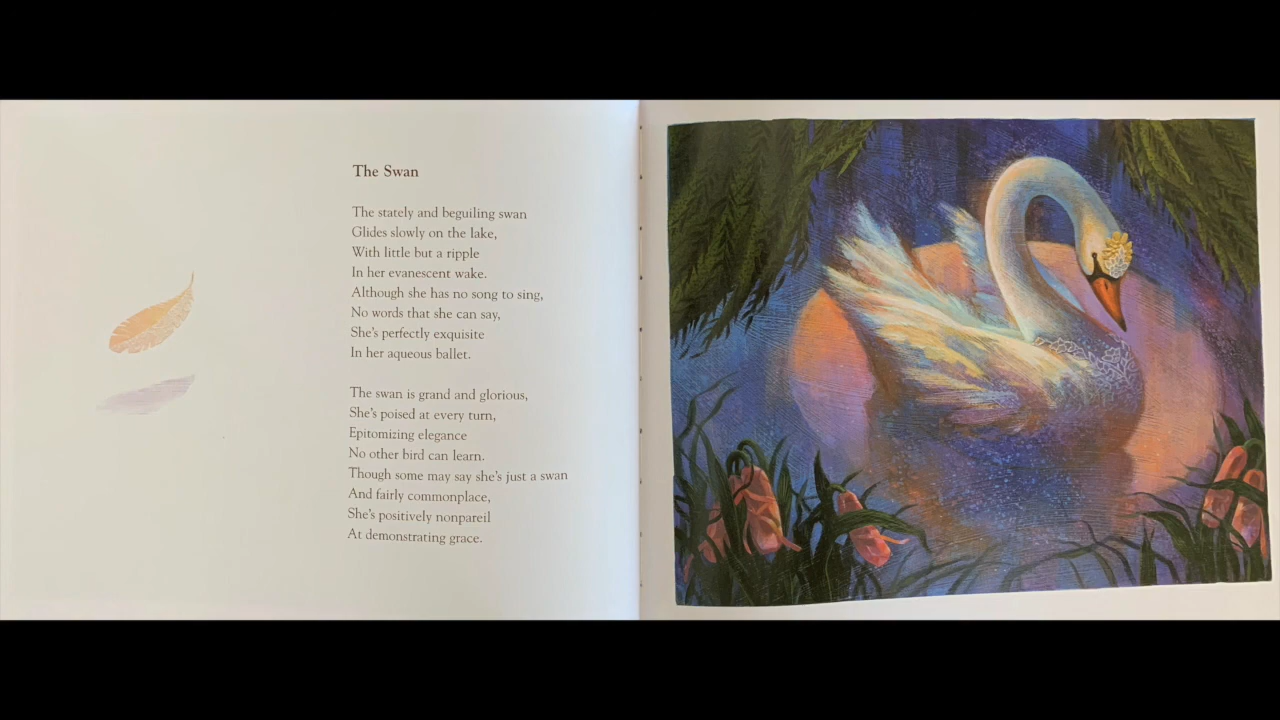 The Swan
The stately and beguiling swan
Glides slowly on the lake,
With little but a ripple
In her evanescent wake.
Although she has no song to sing,
No words that she can say,
She's perfectly exquisite
In her aqueous ballet.
The swan is grand and glorious,
She's poised at every turn,
Epitomizing elegance
No other bird can learn.
Though some may say she's just a swan
And fairly commonplace,
She's positively nonpareil
At demonstrating grace.